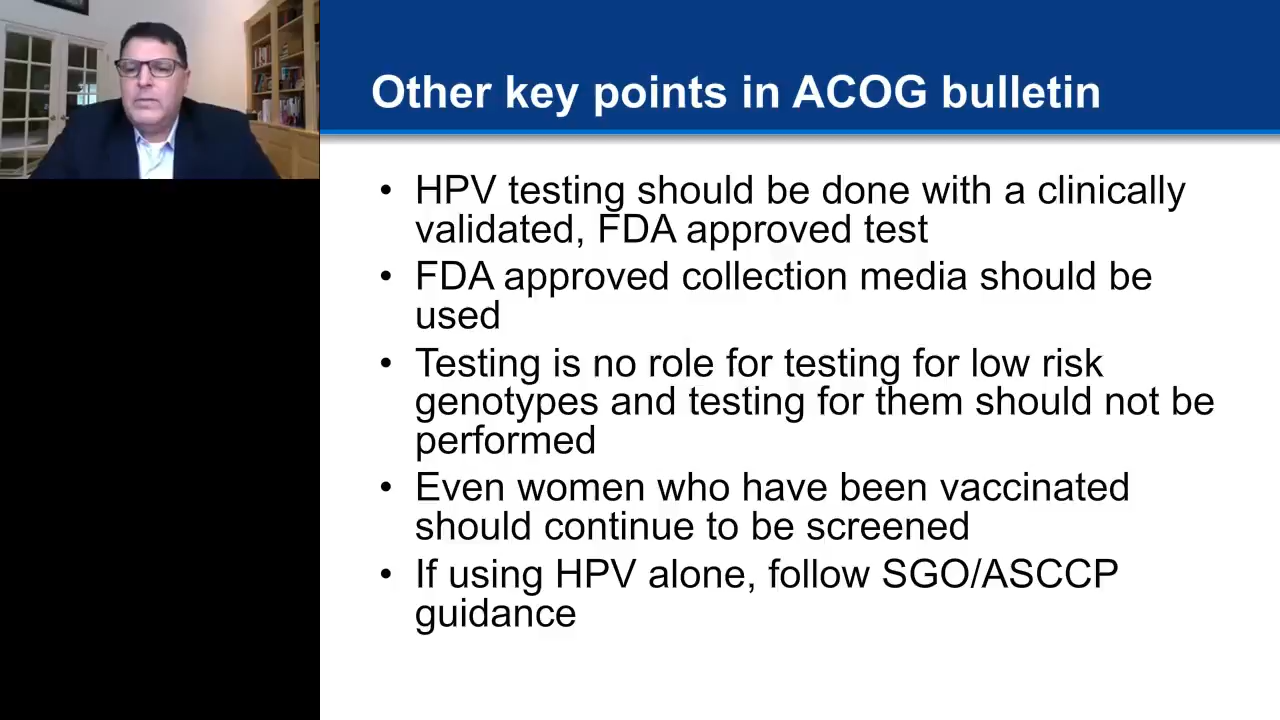 Other key points in ACOG bulletin
• HPV testing should be done with a clinically
validated, FDA approved test
• FDA approved collection media should be
used
• Testing is no role for testing for low risk
genotypes and testing for them should not be
performed
• Even women who have been vaccinated
should continue to be screened
• If using HPV alone, follow SGO/ASCCP
guidance